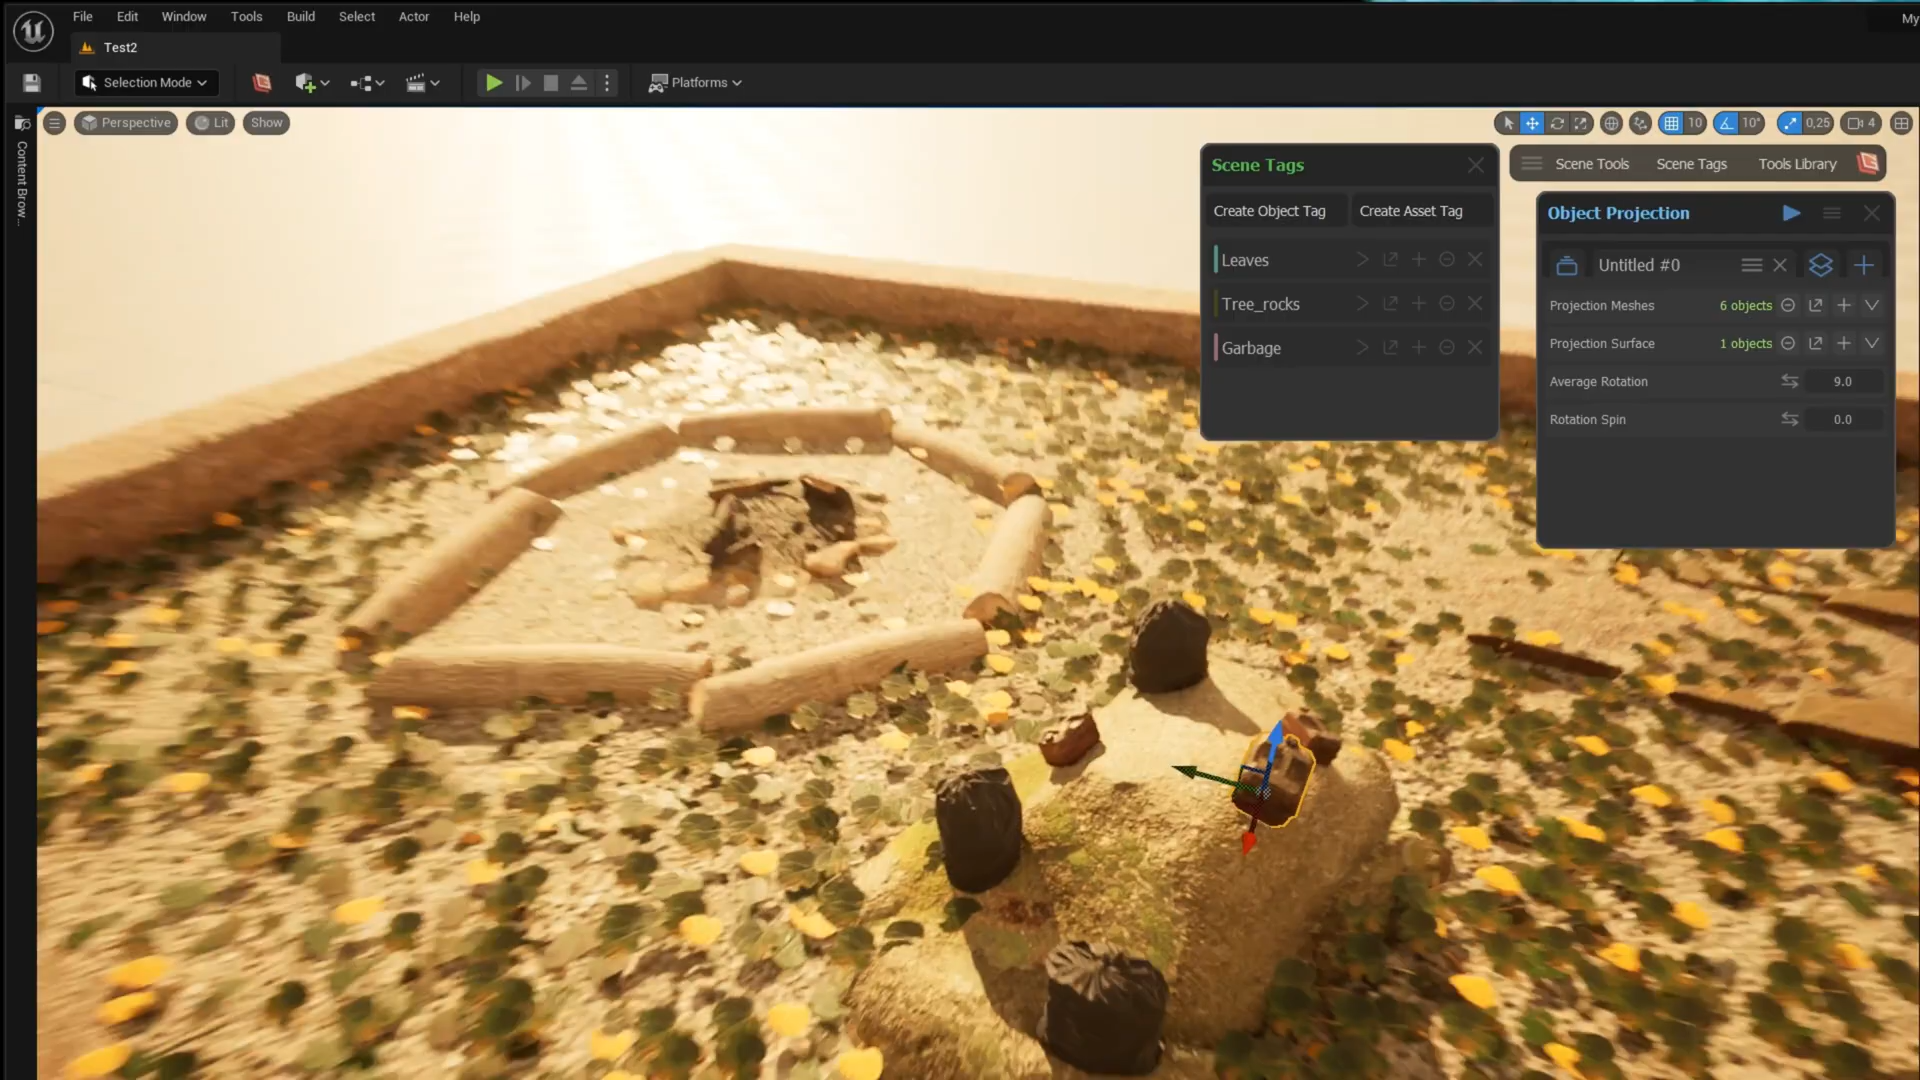 File Edit Window Tools Build Select Actor Help
My
Test2
Selection Mode
Platforms
Perspective Lit Show
10 10° 0,25 4
Content Brow...
Scene Tools Scene Tags Tools Library
Scene Tags
Create Object Tag Create Asset Tag
Leaves
Tree_rocks
Garbage
Object Projection
Untitled #0
Projection Meshes 6 objects
Projection Surface 1 objects
Average Rotation 9.0
Rotation Spin 0.0